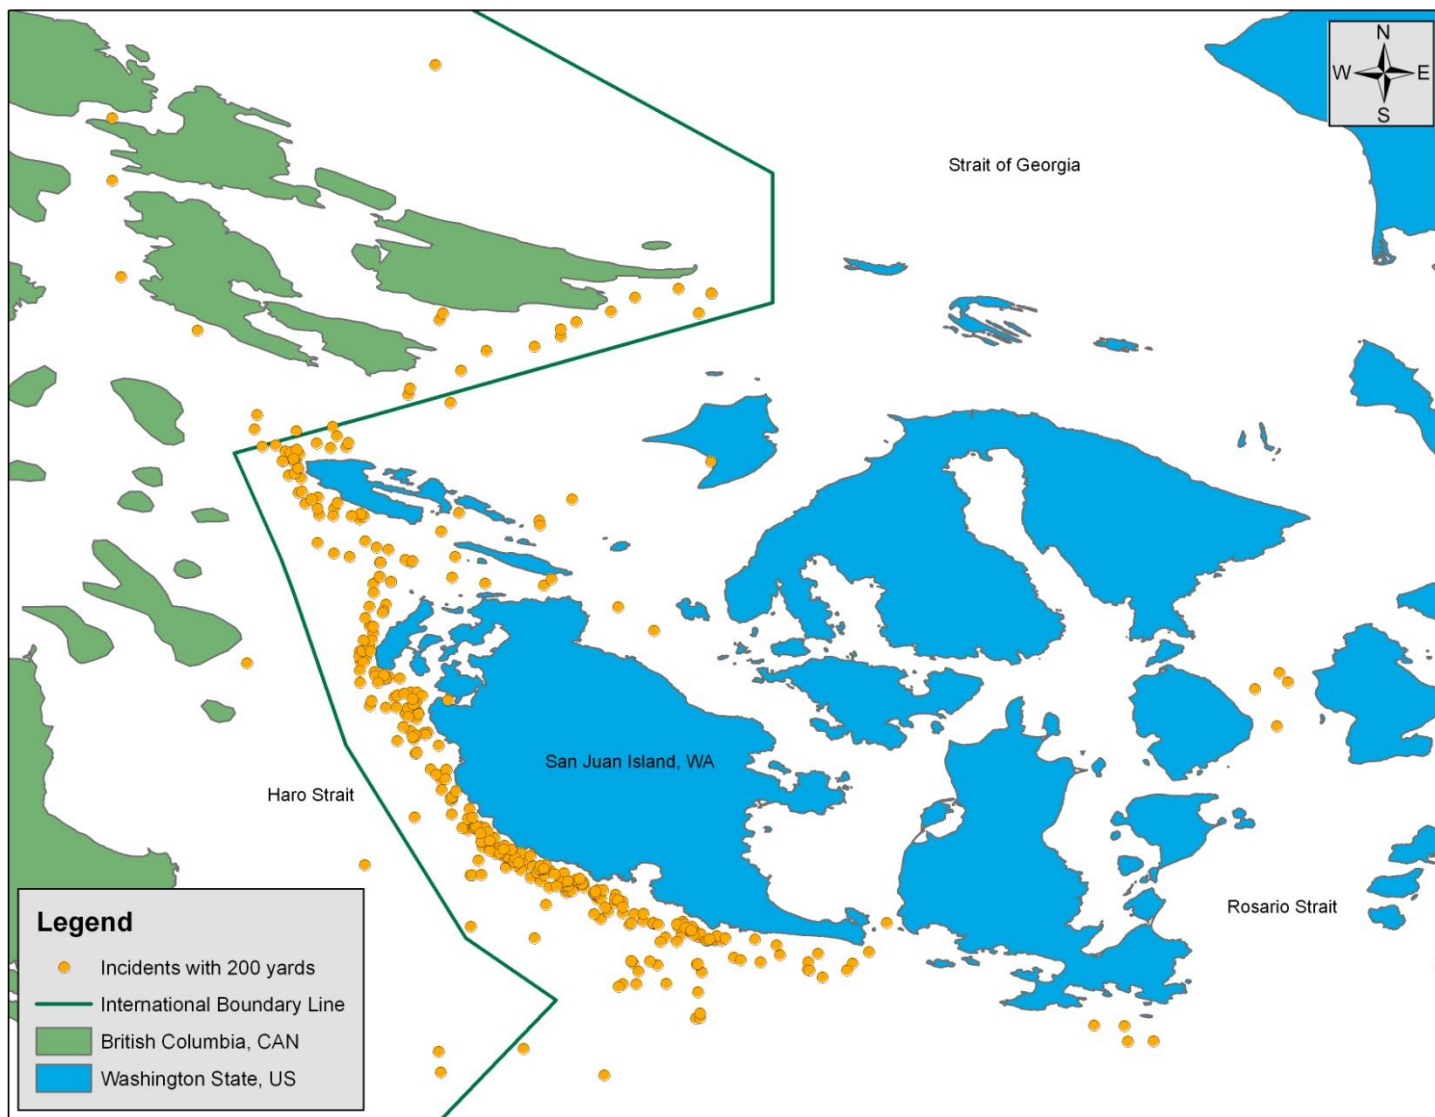 N
W E
S
Strait of Georgia
San Juan Island, WA
Haro Strait
Rosario Strait
Legend
Incidents with 200 yards
International Boundary Line
British Columbia, CAN
Washington State, US